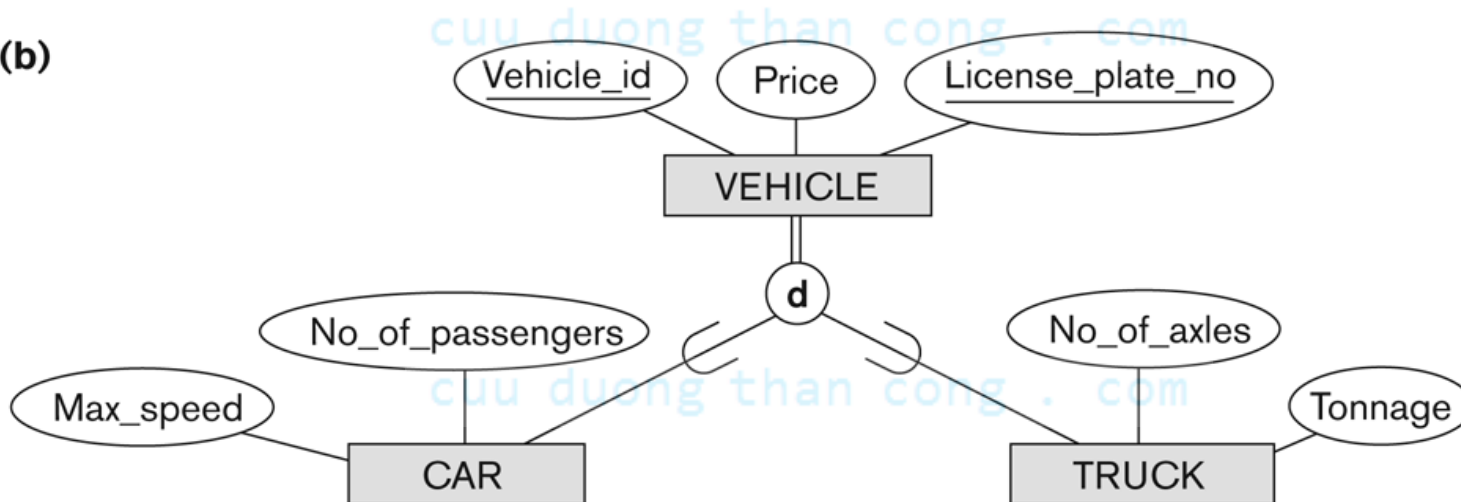 cuu duong than cong . com
(b)
Vehicle_id
Price
License_plate_no
VEHICLE
d
No_of_passengers
No_of_axles
cuu duong than cong . com
Max_speed
Tonnage
CAR
TRUCK